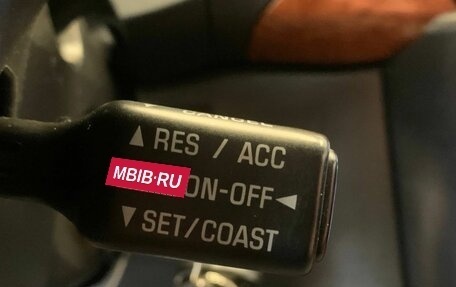 CANCEL
▲ RES / ACC
MBIB.RU
ON-OFF ◄
▼ SET/COAST